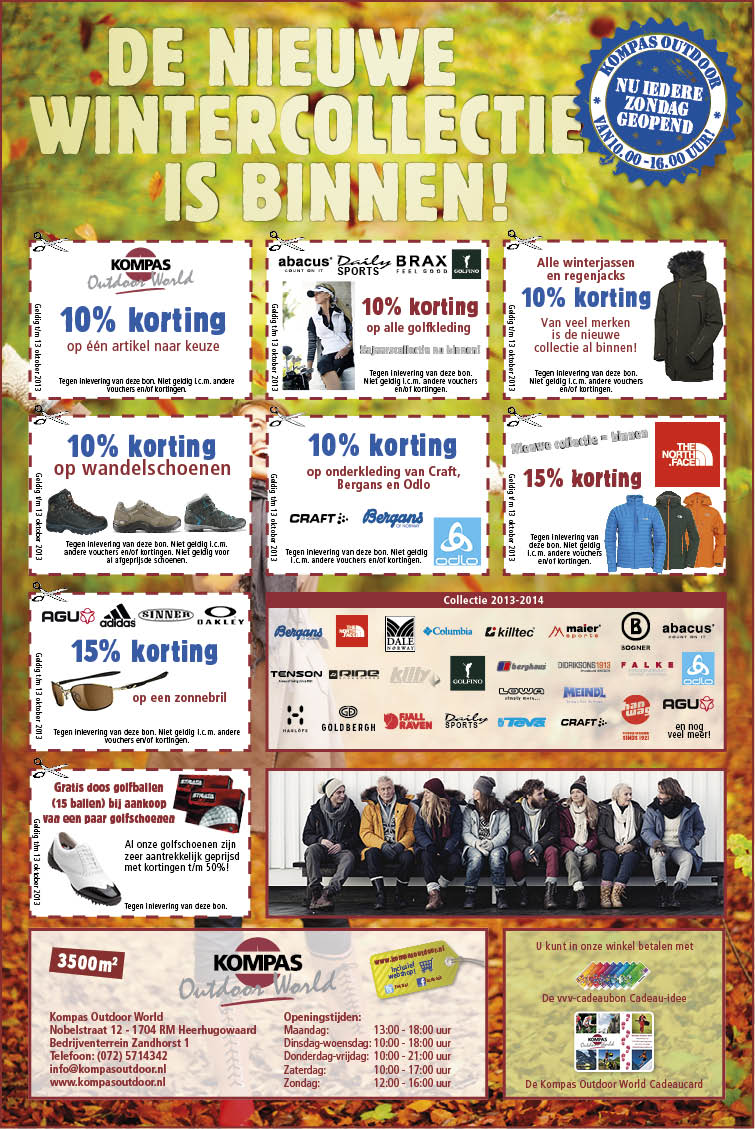 DE NIEUWE
WINTERCOLLECTIE
IS BINNEN!
KOMPAS OUTDOOR
NU IEDERE
ZONDAG
GEOPEND
VAN 10.00 - 16.00 UUR!
KOMPAS
Outdoor World
10% korting
op één artikel naar keuze
Geldig t/m 13 oktober 2013
Tegen inlevering van deze bon. Niet geldig i.c.m. andere
vouchers en/of kortingen.
abacus
COUNT ON IT
Daily
SPORTS
BRAX
FEEL GOOD
GOLFINO
10% korting
op alle golfkleding
Najaarscollectie nu binnen!
Geldig t/m 13 oktober 2013
Tegen inlevering van deze bon. Niet geldig i.c.m. andere
vouchers en/of kortingen.
Alle winterjassen
en regenjacks
10% korting
Van veel merken
is de nieuwe
collectie al binnen!
Geldig t/m 13 oktober 2013
Tegen inlevering van deze bon. Niet geldig i.c.m. andere vouchers
en/of kortingen.
10% korting
op wandelschoenen
Geldig t/m 13 oktober 2013
Tegen inlevering van deze bon. Niet geldig i.c.m.
andere vouchers en/of kortingen. Niet geldig voor
al afgeprijsde schoenen.
10% korting
op onderkleding van Craft,
Bergans en Odlo
CRAFT
Bergans
OF NORWAY
odlo
Geldig t/m 13 oktober 2013
Tegen inlevering van deze bon. Niet geldig
i.c.m. andere vouchers en/of kortingen.
Nieuwe collectie = binnen
THE
NORTH
FACE
15% korting
Geldig t/m 13 oktober 2013
Tegen inlevering van
deze bon. Niet geldig
i.c.m. andere vouchers
en/of kortingen.
AGU
adidas
SINNER
OAKLEY
15% korting
op een zonnebril
Geldig t/m 13 oktober 2013
Tegen inlevering van deze bon. Niet geldig i.c.m. andere
vouchers en/of kortingen.
Collectie 2013-2014
Bergans
THE NORTH FACE
DALE
OF
NORWAY
Columbia
killtec
maier
sports
B
BOGNER
abacus
COUNT ON IT
TENSON
killy
GOLFINO
berghaus
DIDRIKSONS1913
FALKE
odlo
LOWA
simply more...
MEINDL
hanwag
SINCE 1921
AGU
HAGLÖFS
GOLDBERGH
FJÄLL
RÄVEN
Daily
SPORTS
Teva
CRAFT
en nog
veel meer!
Gratis doos golfballen
(15 ballen) bij aankoop
van een paar golfschoenen
STRATA
Al onze golfschoenen zijn
zeer aantrekkelijk geprijsd
met kortingen t/m 50%!
Geldig t/m 13 oktober 2013
Tegen inlevering van deze bon.
3500m²
KOMPAS
Outdoor World
www.kompasoutdoor.nl
Inclusief
webshop!
Kompas Outdoor World
Nobelstraat 12 - 1704 RM Heerhugowaard
Bedrijventerrein Zandhorst 1
Telefoon: (072) 5714342
info@kompasoutdoor.nl
www.kompasoutdoor.nl
Openingstijden:
Maandag: 13:00 - 18:00 uur
Dinsdag-woensdag: 10:00 - 18:00 uur
Donderdag-vrijdag: 10:00 - 21:00 uur
Zaterdag: 10:00 - 17:00 uur
Zondag: 12:00 - 16:00 uur
U kunt in onze winkel betalen met
De vvv-cadeaubon Cadeau-idee
KOMPAS
Outdoor World
De Kompas Outdoor World Cadeaucard